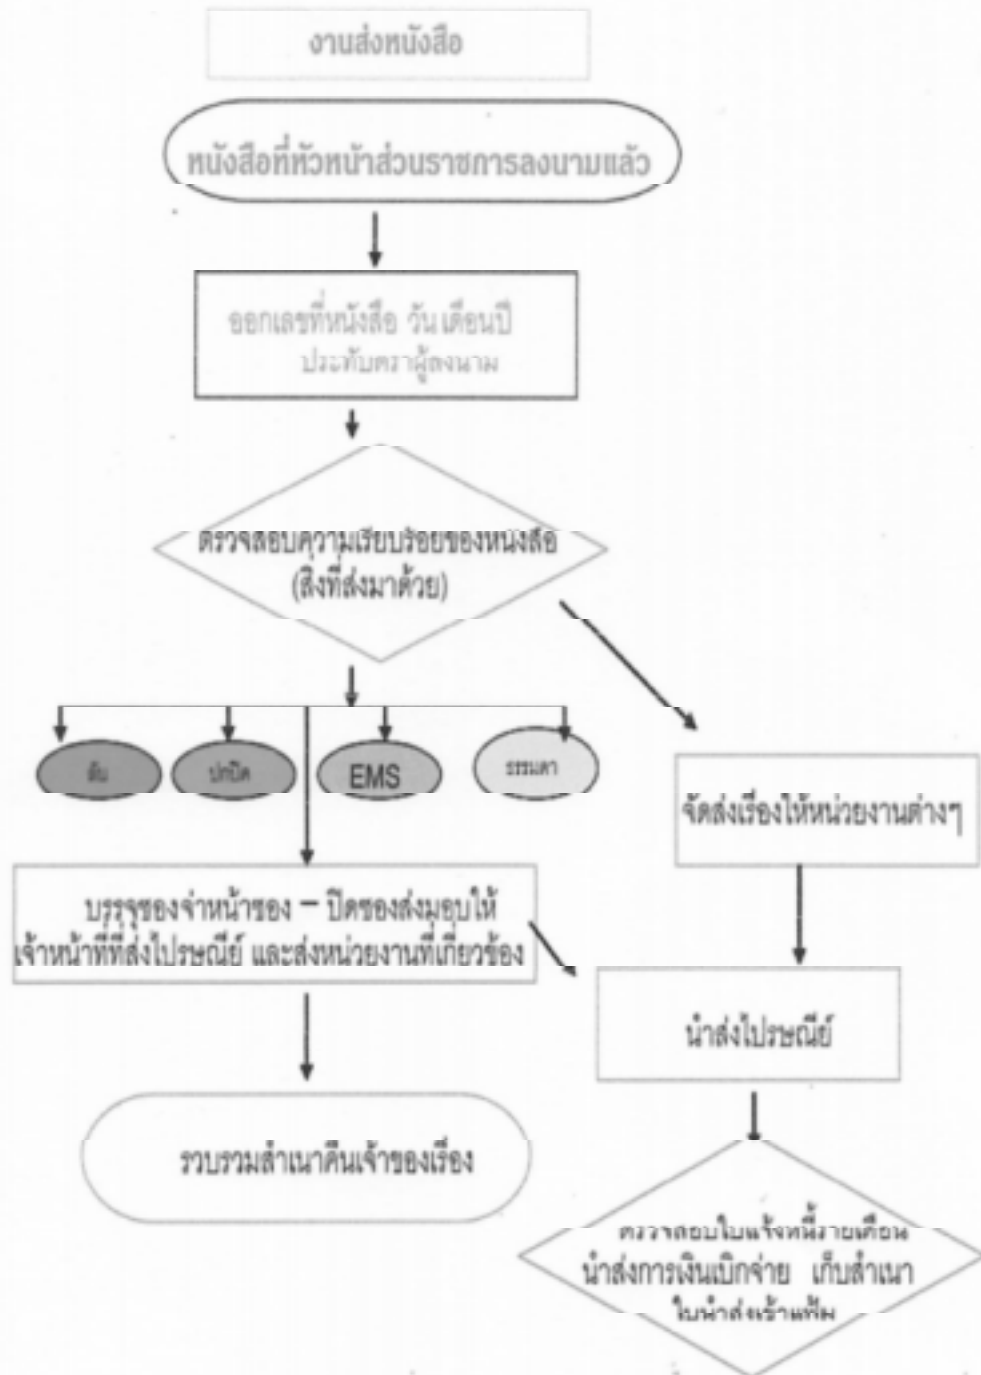 งานส่งหนังสือ
หนังสือที่หัวหน้าส่วนราชการลงนามแล้ว
ออกเลขที่หนังสือ วัน เดือนปี
ประทับตราผู้ลงนาม
ตรวจสอบความเรียบร้อยของหนังสือ
(สิ่งที่ส่งมาด้วย)
ปกปิด
EMS
ธรรมดา
จัดส่งเรื่องให้หน่วยงานต่างๆ
บรรจุซองจ่าหน้าซอง – ปิดซองส่งมอบให้
เจ้าหน้าที่ที่ส่งไปรษณีย์ และส่งหน่วยงานที่เกี่ยวข้อง
นำส่งไปรษณีย์
รวบรวมสำเนาคืนเจ้าของเรื่อง
ตรวจสอบใบแจ้งหนี้รายเดือน
นำส่งการเงินเบิกจ่าย เก็บสำเนา
ใบนำส่งเข้าแฟ้ม